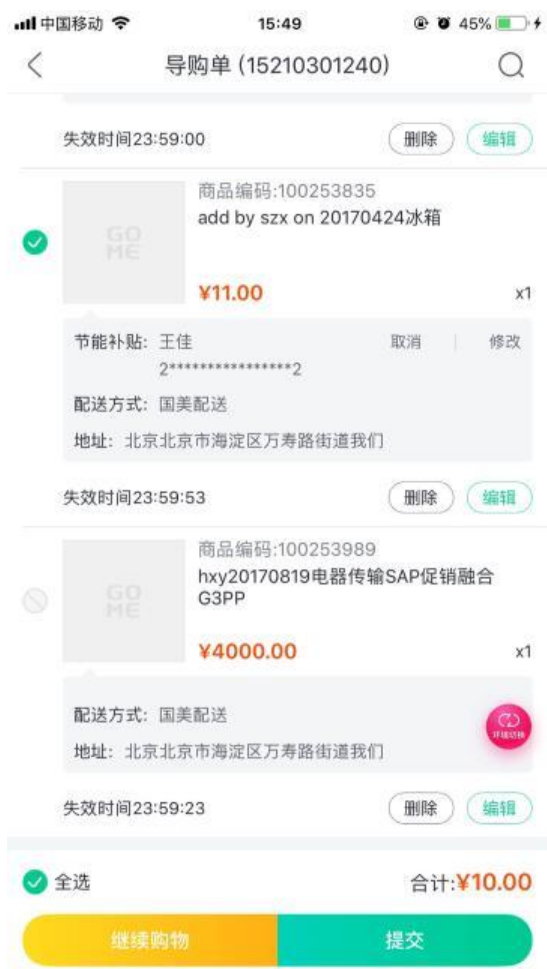 中国移动 15:49 45%
导购单 (15210301240)
失效时间23:59:00 删除 编辑
商品编码:100253835
add by szx on 20170424冰箱
GO
ME
¥11.00 x1
节能补贴: 王佳 取消 修改
2****************2
配送方式: 国美配送
地址: 北京北京市海淀区万寿路街道我们
失效时间23:59:53 删除 编辑
商品编码:100253989
hxy20170819电器传输SAP促销融合
G3PP
GO
ME
¥4000.00 x1
配送方式: 国美配送
环境切换
地址: 北京北京市海淀区万寿路街道我们
失效时间23:59:23 删除 编辑
全选 合计:¥10.00
继续购物 提交